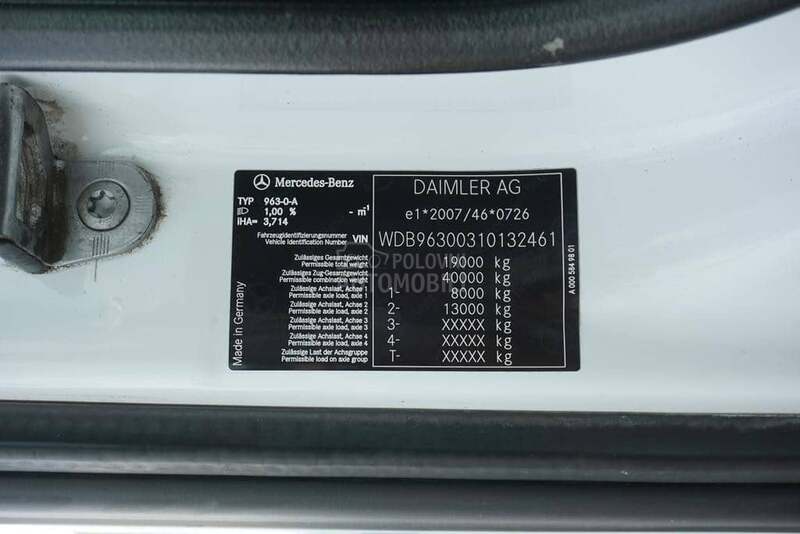 Mercedes-Benz
TYP 963-0-A
1,00 % - m⁻¹
iHA= 3,714
DAIMLER AG
e1*2007/46*0726
Fahrzeugidentifizierungsnummer
Vehicle Identification Number VIN WDB96300310132461
Zulässiges Gesamtgewicht
Permissible total weight 19000 kg
Zulässiges Zug-Gesamtgewicht
Permissible combination weight 40000 kg
Zulässige Achslast, Achse 1
Permissible axle load, axle 1 1- 8000 kg
Zulässige Achslast, Achse 2
Permissible axle load, axle 2 2- 13000 kg
Zulässige Achslast, Achse 3
Permissible axle load, axle 3 3- XXXXX kg
Zulässige Achslast, Achse 4
Permissible axle load, axle 4 4- XXXXX kg
Zulässige Last der Achsgruppe
Permissible load on axle group T- XXXXX kg
Made in Germany
A 000 584 98 01